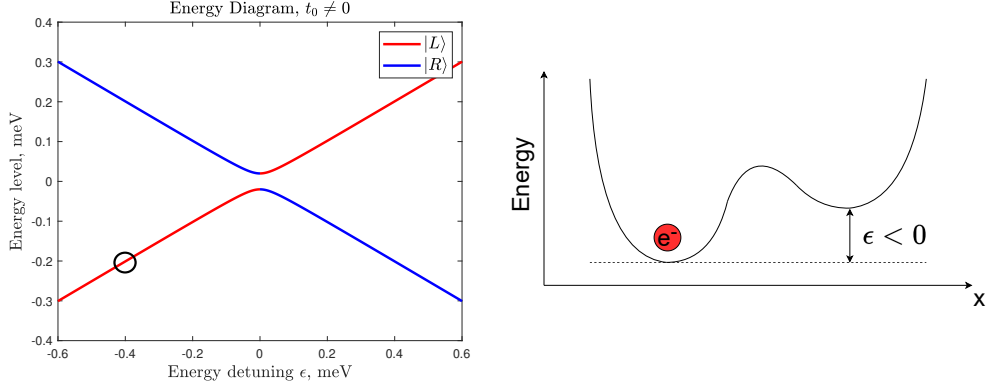 Energy Diagram, $t_0 \neq 0$
|L⟩
|R⟩
Energy level, meV
0.4
0.3
0.2
0.1
0
-0.1
-0.2
-0.3
-0.4
-0.6
-0.4
-0.2
0
0.2
0.4
0.6
Energy detuning ϵ, meV
Energy
e⁻
ϵ < 0
x